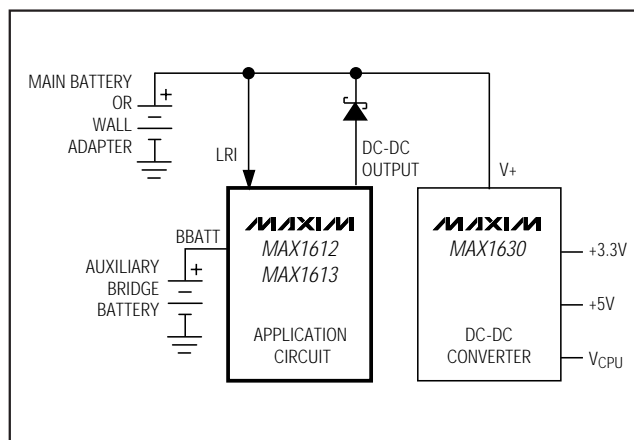 MAIN BATTERY
OR
WALL
ADAPTER
+
LRI
DC-DC
OUTPUT
V+
BBATT
AUXILIARY
BRIDGE
BATTERY
+
MAXIM
MAX1612
MAX1613
APPLICATION
CIRCUIT
MAXIM
MAX1630
DC-DC
CONVERTER
+3.3V
+5V
VCPU